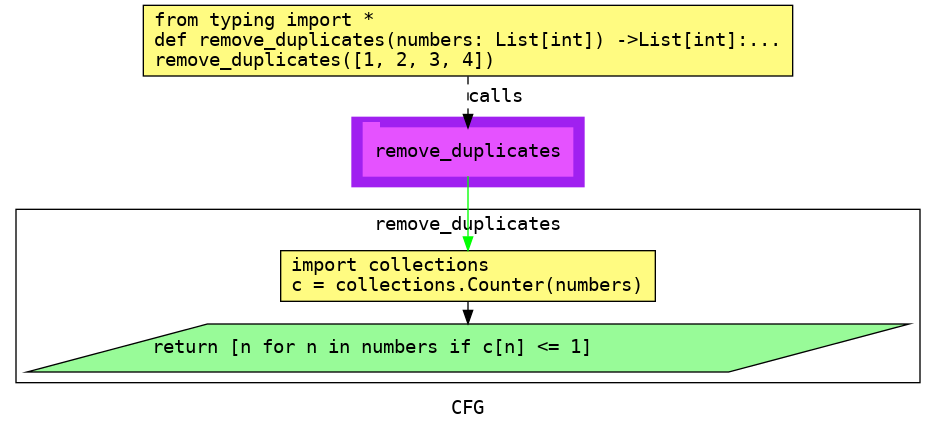 from typing import *
def remove_duplicates(numbers: List[int]) ->List[int]:...
remove_duplicates([1, 2, 3, 4])
calls
remove_duplicates
remove_duplicates
import collections
c = collections.Counter(numbers)
return [n for n in numbers if c[n] <= 1]
CFG